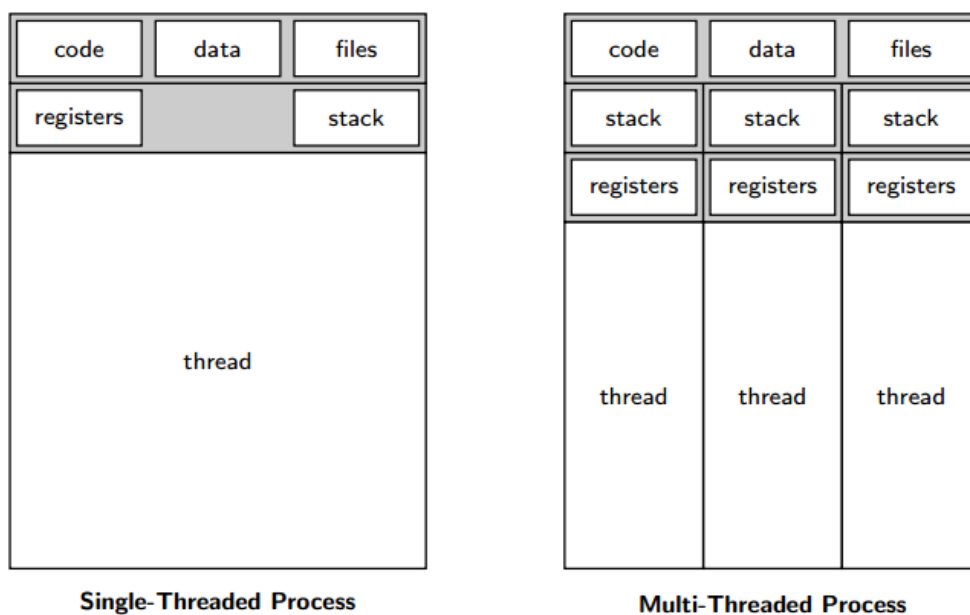 code data files
registers stack
thread
Single-Threaded Process
code data files
stack stack stack
registers registers registers
thread thread thread
Multi-Threaded Process